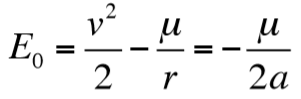 E₀ = v²/2 − μ/r = − μ/2a